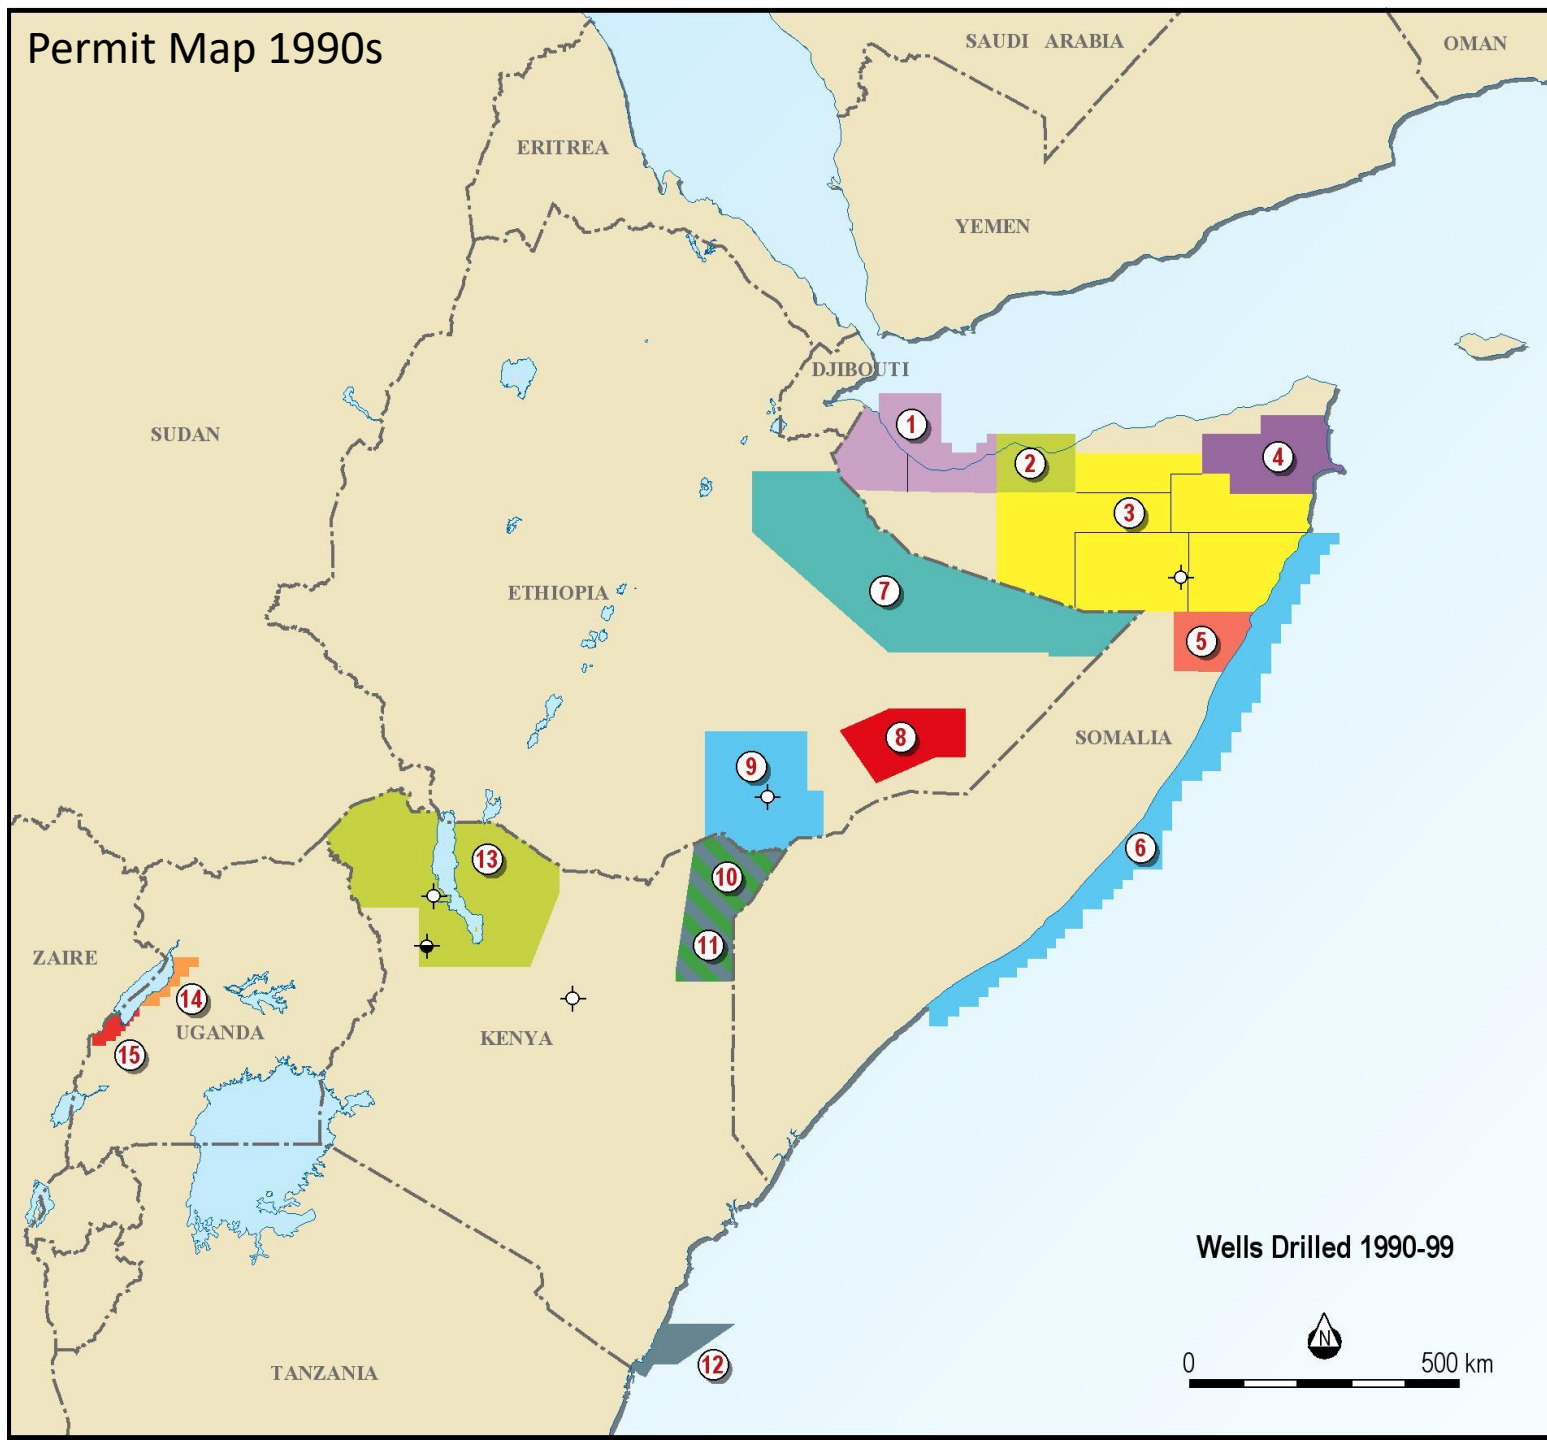 Permit Map 1990s
SAUDI ARABIA
OMAN
ERITREA
YEMEN
DJIBOUTI
SUDAN
1
2
4
3
ETHIOPIA
7
5
SOMALIA
8
9
6
13
10
11
ZAIRE
14
UGANDA
KENYA
15
Wells Drilled 1990-99
N
0 500 km
12
TANZANIA